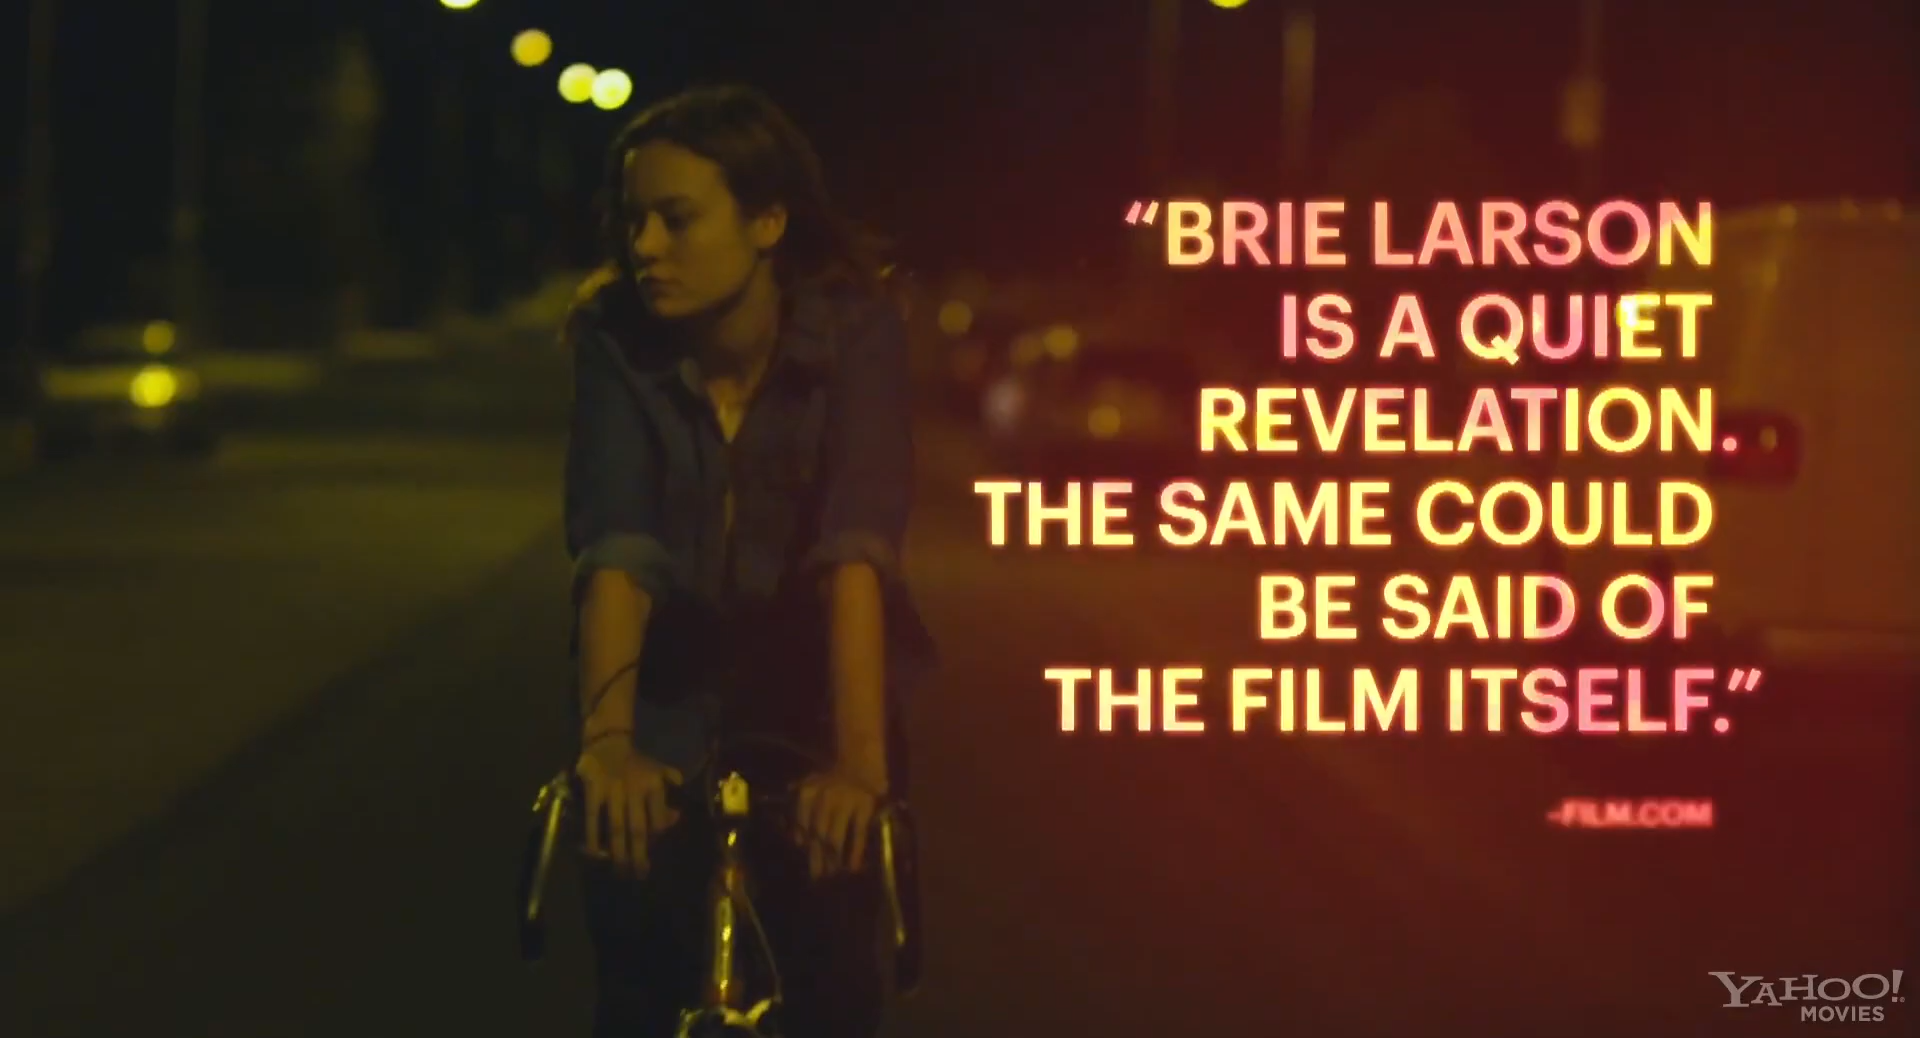 “BRIE LARSON
IS A QUIET
REVELATION.
THE SAME COULD
BE SAID OF
THE FILM ITSELF.”
–FILM.COM
YAHOO!
MOVIES